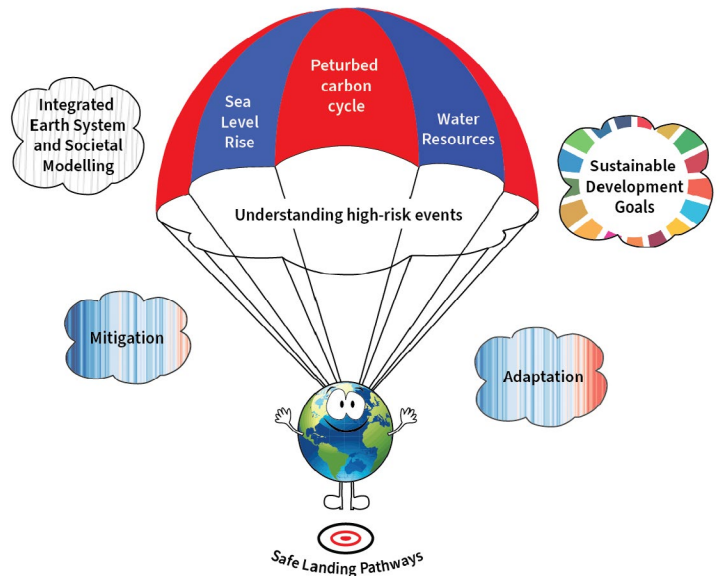 Integrated
Earth System
and Societal
Modelling
Sea
Level
Rise
Peturbed
carbon
cycle
Water
Resources
Sustainable
Development
Goals
Understanding high-risk events
Mitigation
Adaptation
Safe Landing Pathways